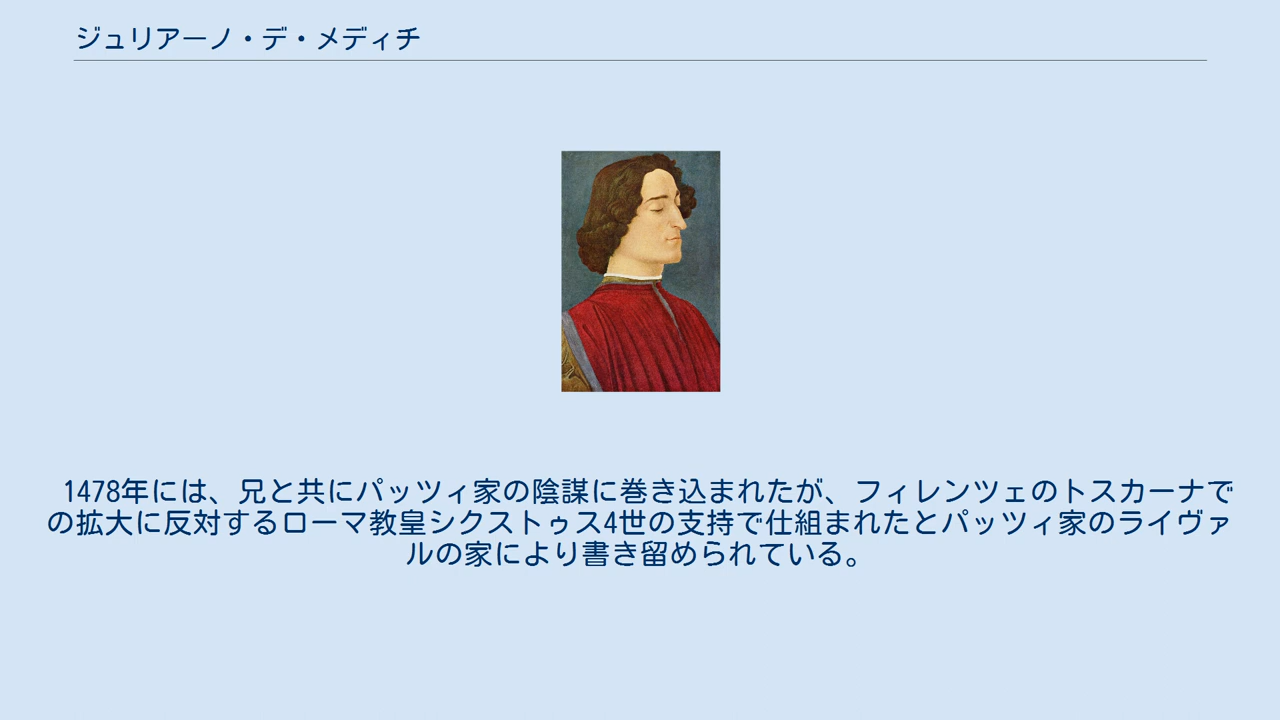 ジュリアーノ・デ・メディチ
1478年には、兄と共にパッツィ家の陰謀に巻き込まれたが、フィレンツェのトスカーナで
の拡大に反対するローマ教皇シクストゥス4世の支持で仕組まれたとパッツィ家のライヴァ
ルの家により書き留められている。